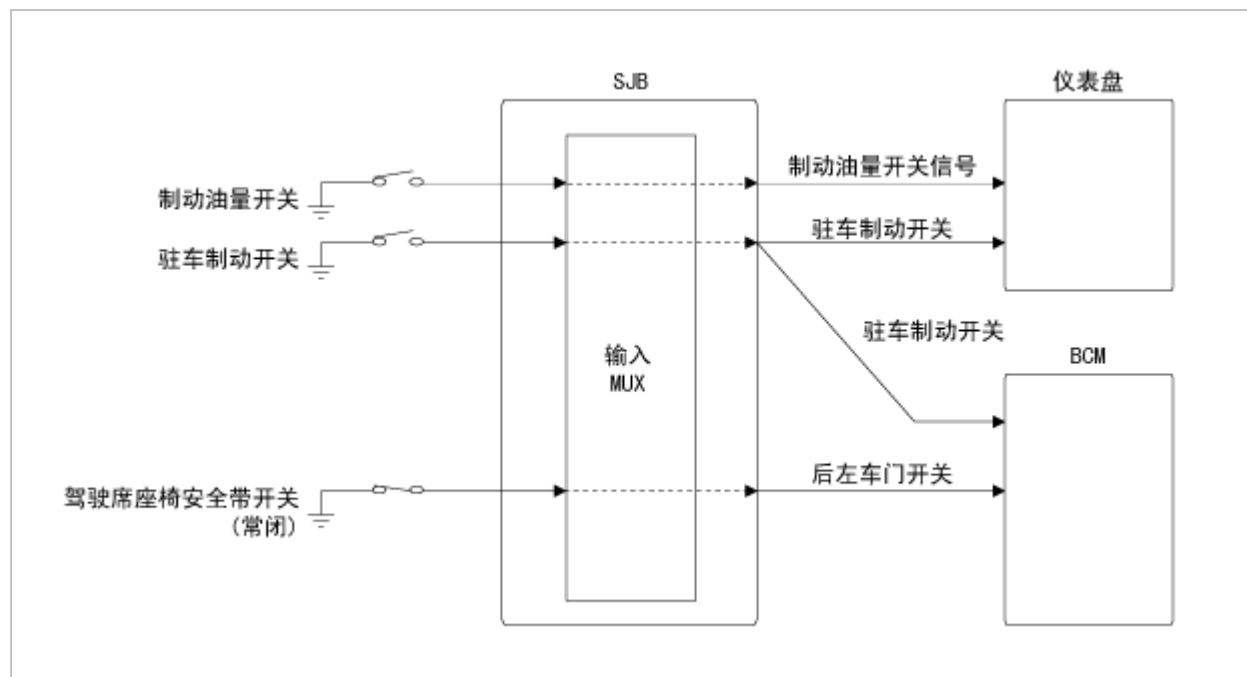 SJB
仪表盘
制动油量开关
制动油量开关信号
驻车制动开关
驻车制动开关
驻车制动开关
输入
MUX
BCM
驾驶席座椅安全带开关
(常闭)
后左车门开关